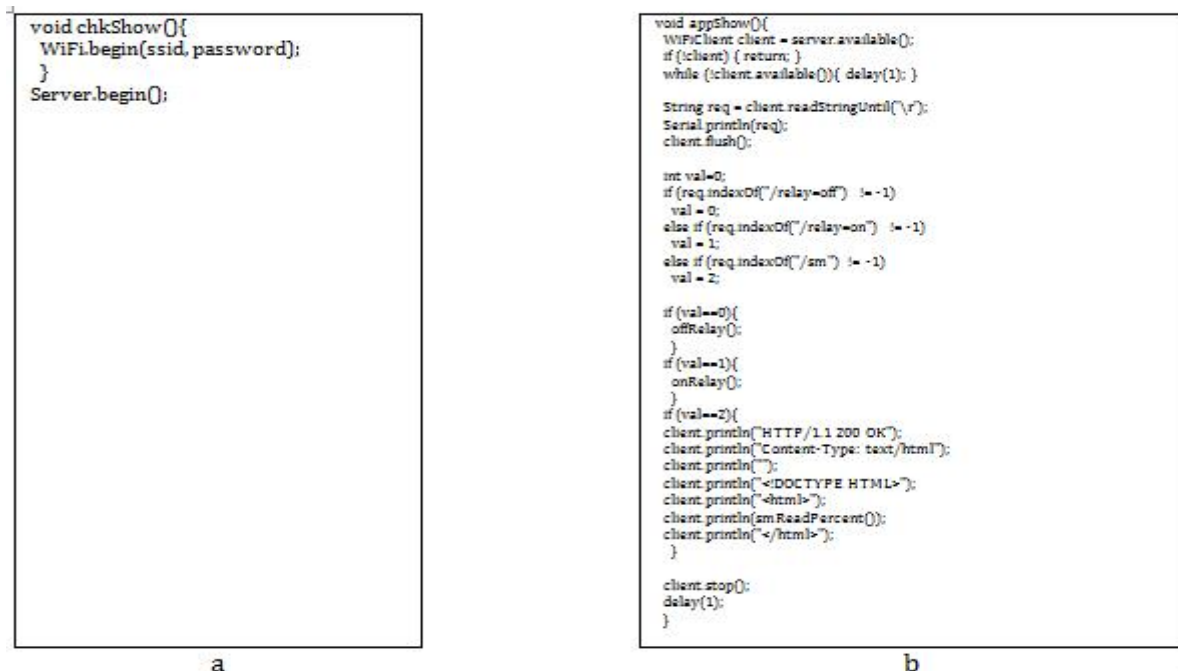 void chkShow(){
WiFi.begin(ssid, password);
}
Server.begin();
a
void appShow(){
WiFiClient client = server.available();
if (!client) { return; }
while (!client.available()){ delay(1); }
String req = client.readStringUntil('\r');
Serial.println(req);
client.flush();
int val=0;
if (req.indexOf("/relay=off") != -1)
val = 0;
else if (req.indexOf("/relay=on") != -1)
val = 1;
else if (req.indexOf("/sm") != -1)
val = 2;
if (val==0){
offRelay();
}
if (val==1){
onRelay();
}
if (val==2){
client.println("HTTP/1.1 200 OK");
client.println("Content-Type: text/html");
client.println("");
client.println("<!DOCTYPE HTML>");
client.println("<html>");
client.println(smReadPercent());
client.println("</html>");
}
client.stop();
delay(1);
}
b